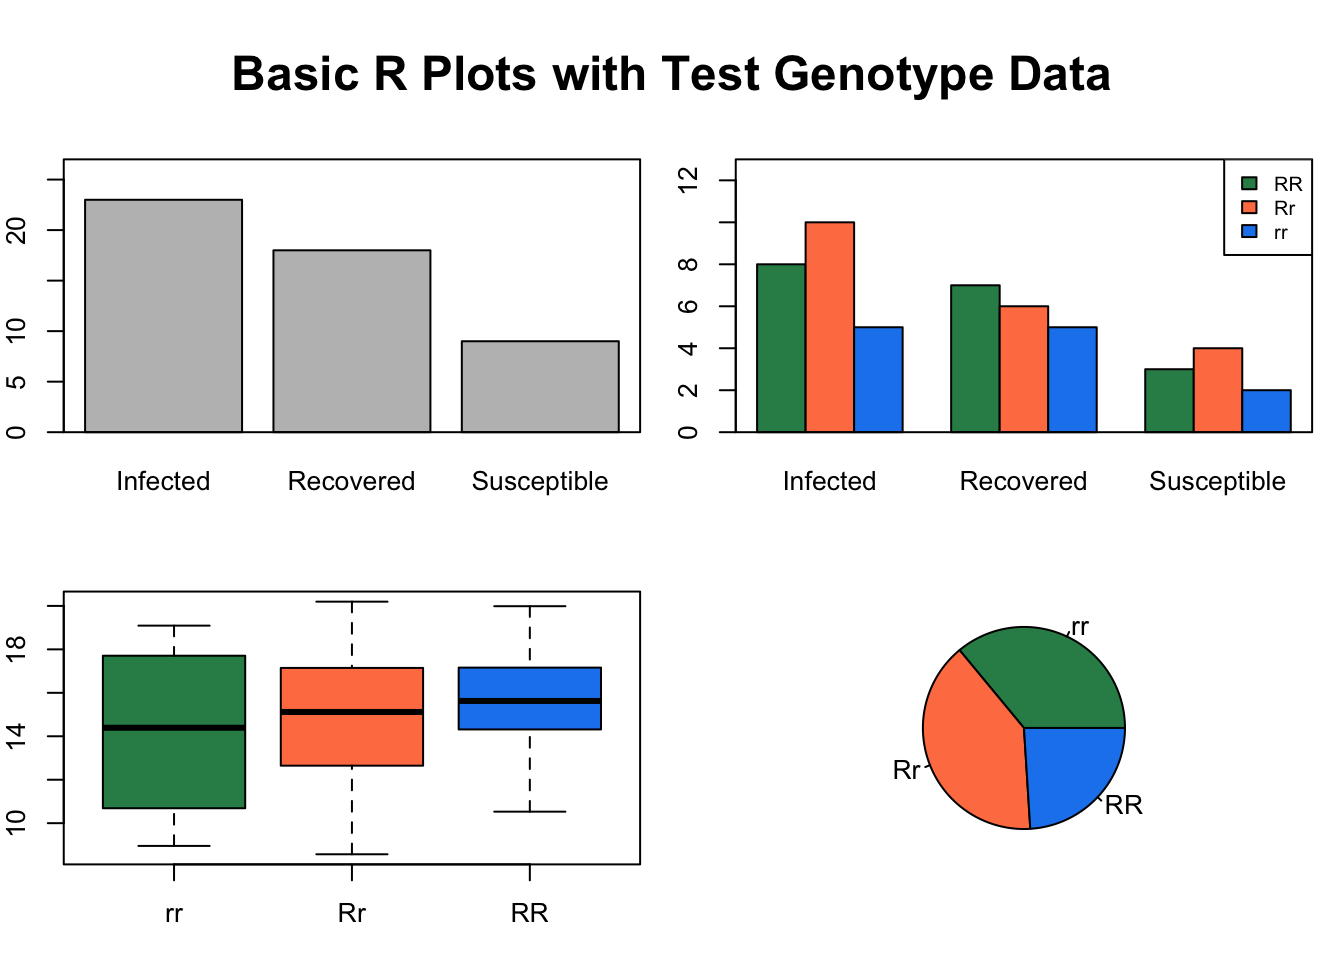 Basic R Plots with Test Genotype Data
20
10
5
0
Infected Recovered Susceptible
12
8
6
4
2
0
RR
Rr
rr
Infected Recovered Susceptible
18
14
10
rr Rr RR
rr
Rr
RR